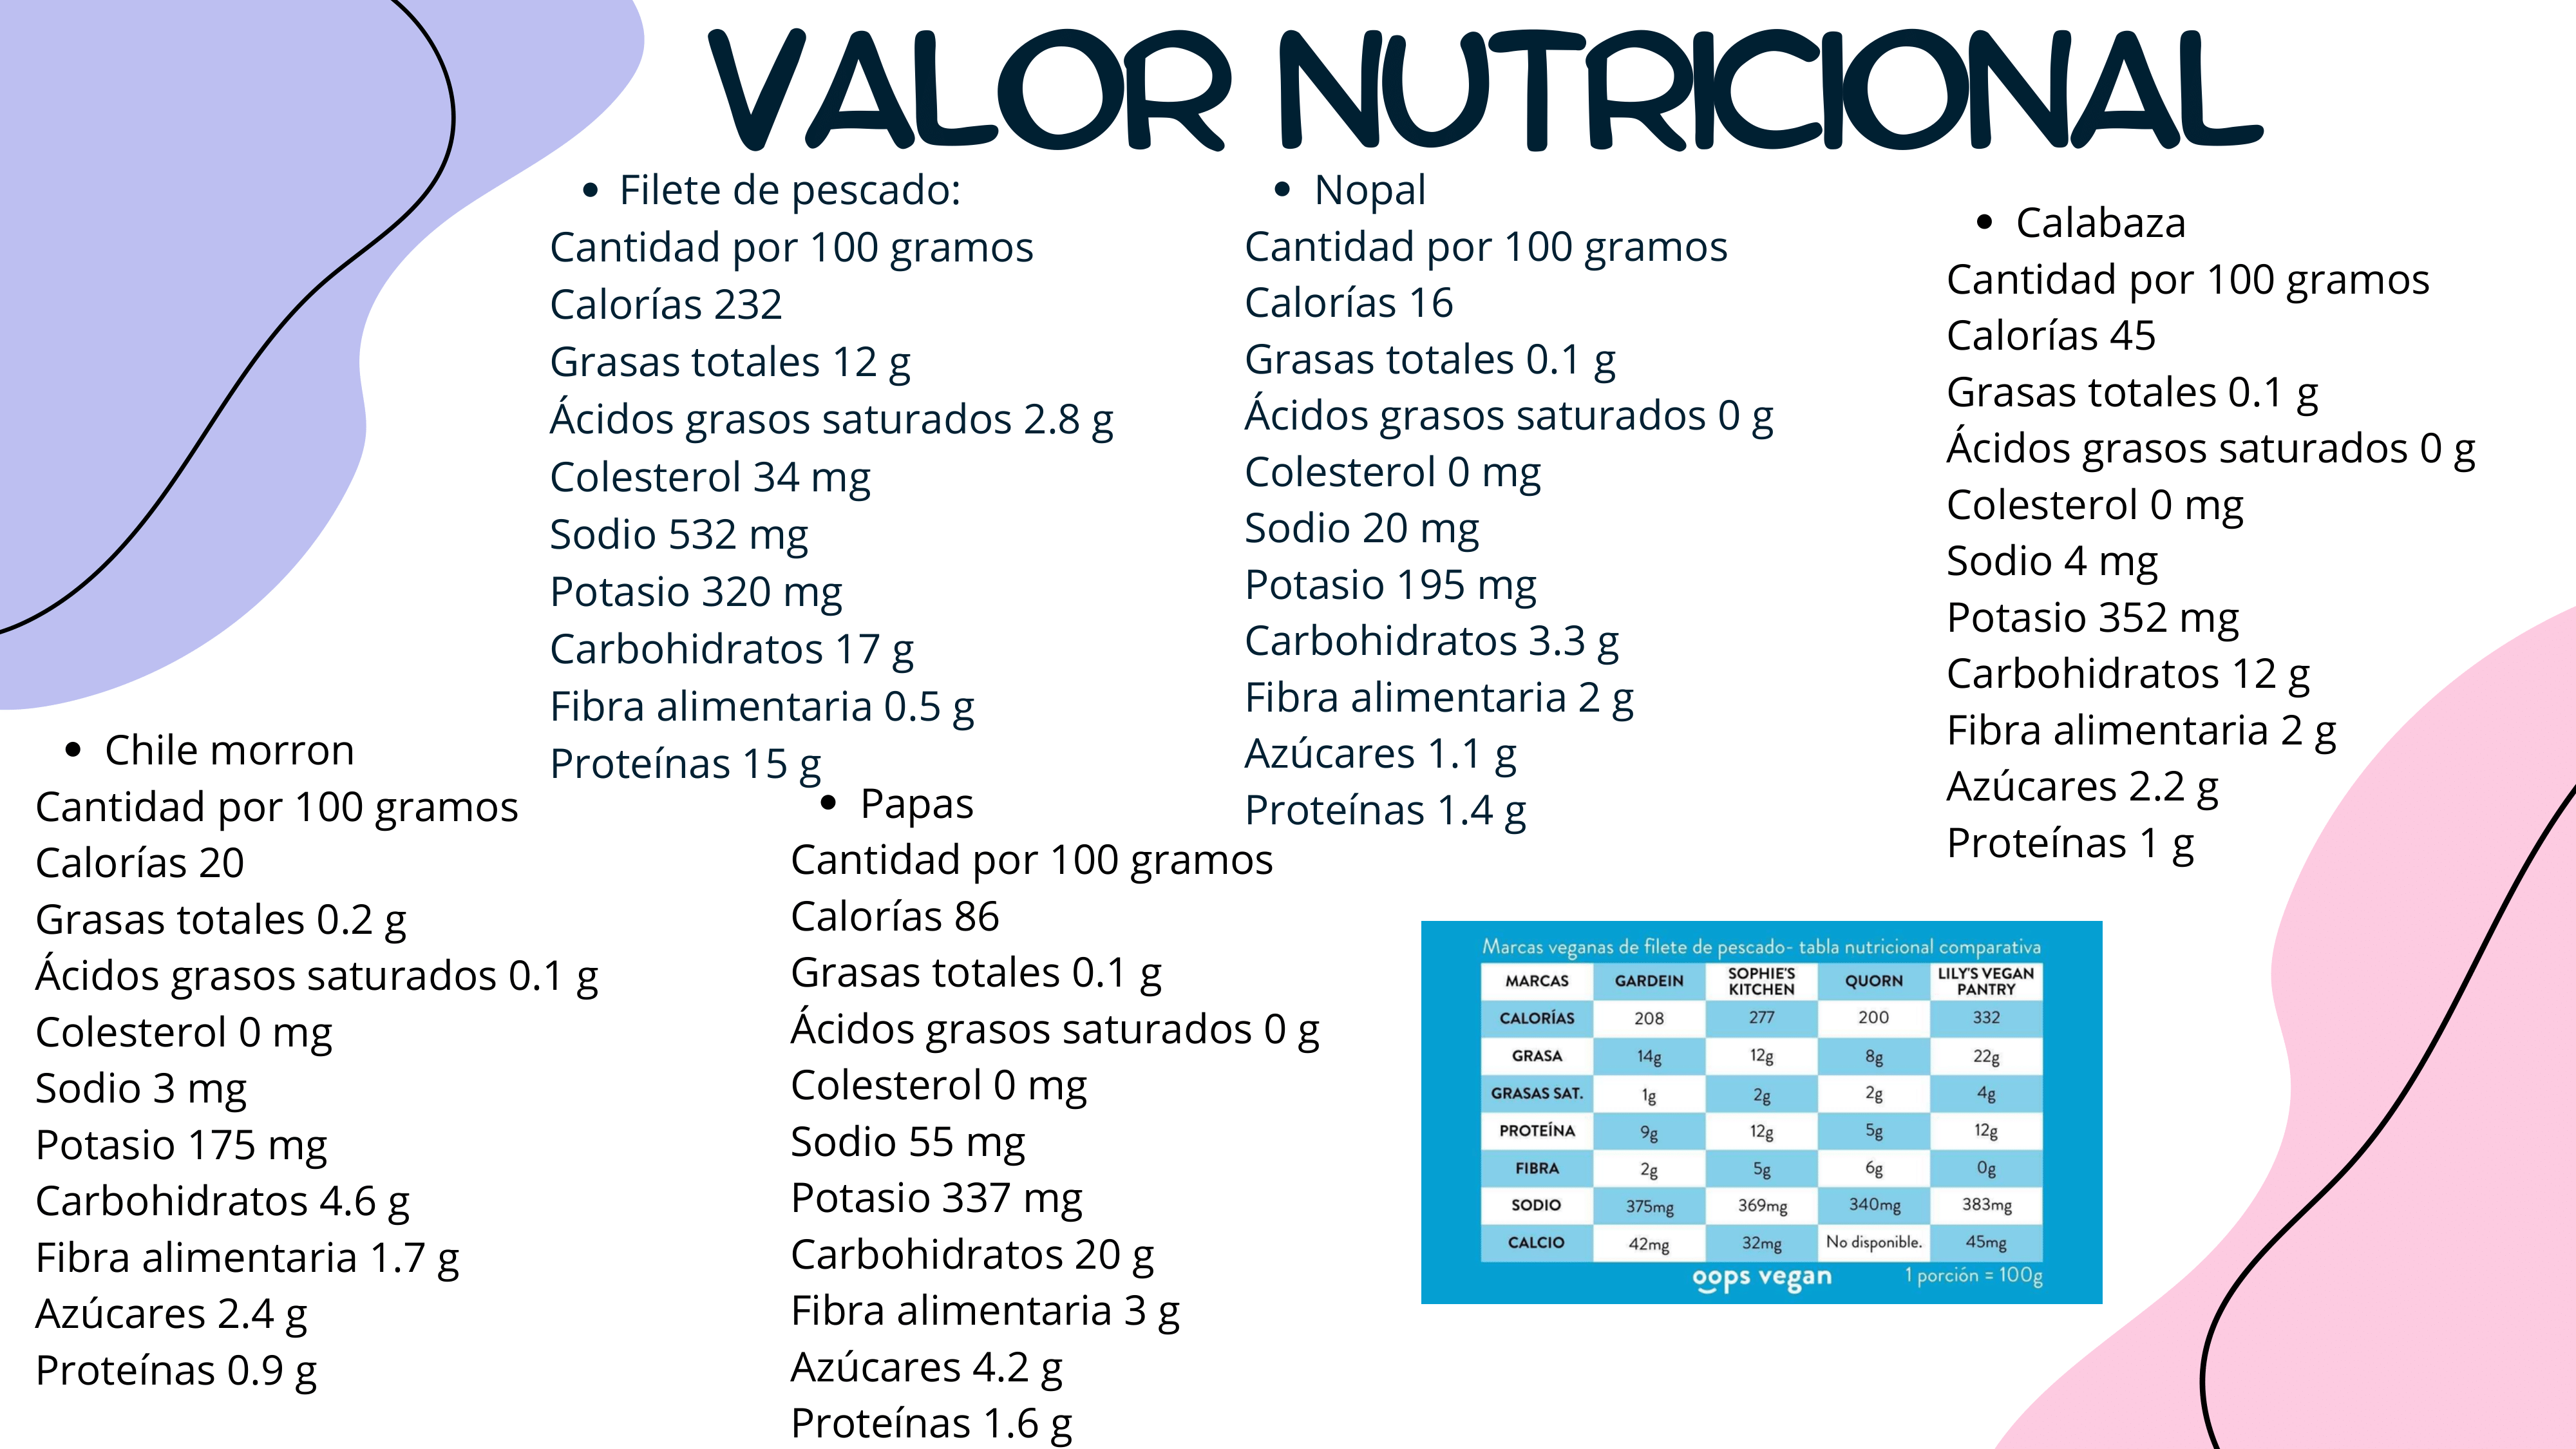 VALOR NUTRICIONAL
• Filete de pescado:
Cantidad por 100 gramos
Calorías 232
Grasas totales 12 g
Ácidos grasos saturados 2.8 g
Colesterol 34 mg
Sodio 532 mg
Potasio 320 mg
Carbohidratos 17 g
Fibra alimentaria 0.5 g
Proteínas 15 g
• Nopal
Cantidad por 100 gramos
Calorías 16
Grasas totales 0.1 g
Ácidos grasos saturados 0 g
Colesterol 0 mg
Sodio 20 mg
Potasio 195 mg
Carbohidratos 3.3 g
Fibra alimentaria 2 g
Azúcares 1.1 g
Proteínas 1.4 g
• Calabaza
Cantidad por 100 gramos
Calorías 45
Grasas totales 0.1 g
Ácidos grasos saturados 0 g
Colesterol 0 mg
Sodio 4 mg
Potasio 352 mg
Carbohidratos 12 g
Fibra alimentaria 2 g
Azúcares 2.2 g
Proteínas 1 g
• Chile morron
Cantidad por 100 gramos
Calorías 20
Grasas totales 0.2 g
Ácidos grasos saturados 0.1 g
Colesterol 0 mg
Sodio 3 mg
Potasio 175 mg
Carbohidratos 4.6 g
Fibra alimentaria 1.7 g
Azúcares 2.4 g
Proteínas 0.9 g
• Papas
Cantidad por 100 gramos
Calorías 86
Grasas totales 0.1 g
Ácidos grasos saturados 0 g
Colesterol 0 mg
Sodio 55 mg
Potasio 337 mg
Carbohidratos 20 g
Fibra alimentaria 3 g
Azúcares 4.2 g
Proteínas 1.6 g
Marcas veganas de filete de pescado- tabla nutricional comparativa
MARCAS GARDEIN SOPHIE'S KITCHEN QUORN LILY'S VEGAN PANTRY
CALORÍAS 208 277 200 332
GRASA 14g 12g 8g 22g
GRASAS SAT. 1g 2g 2g 4g
PROTEÍNA 9g 12g 5g 12g
FIBRA 2g 5g 6g 0g
SODIO 375mg 369mg 340mg 383mg
CALCIO 42mg 32mg No disponible. 45mg
oops vegan 1 porción = 100g